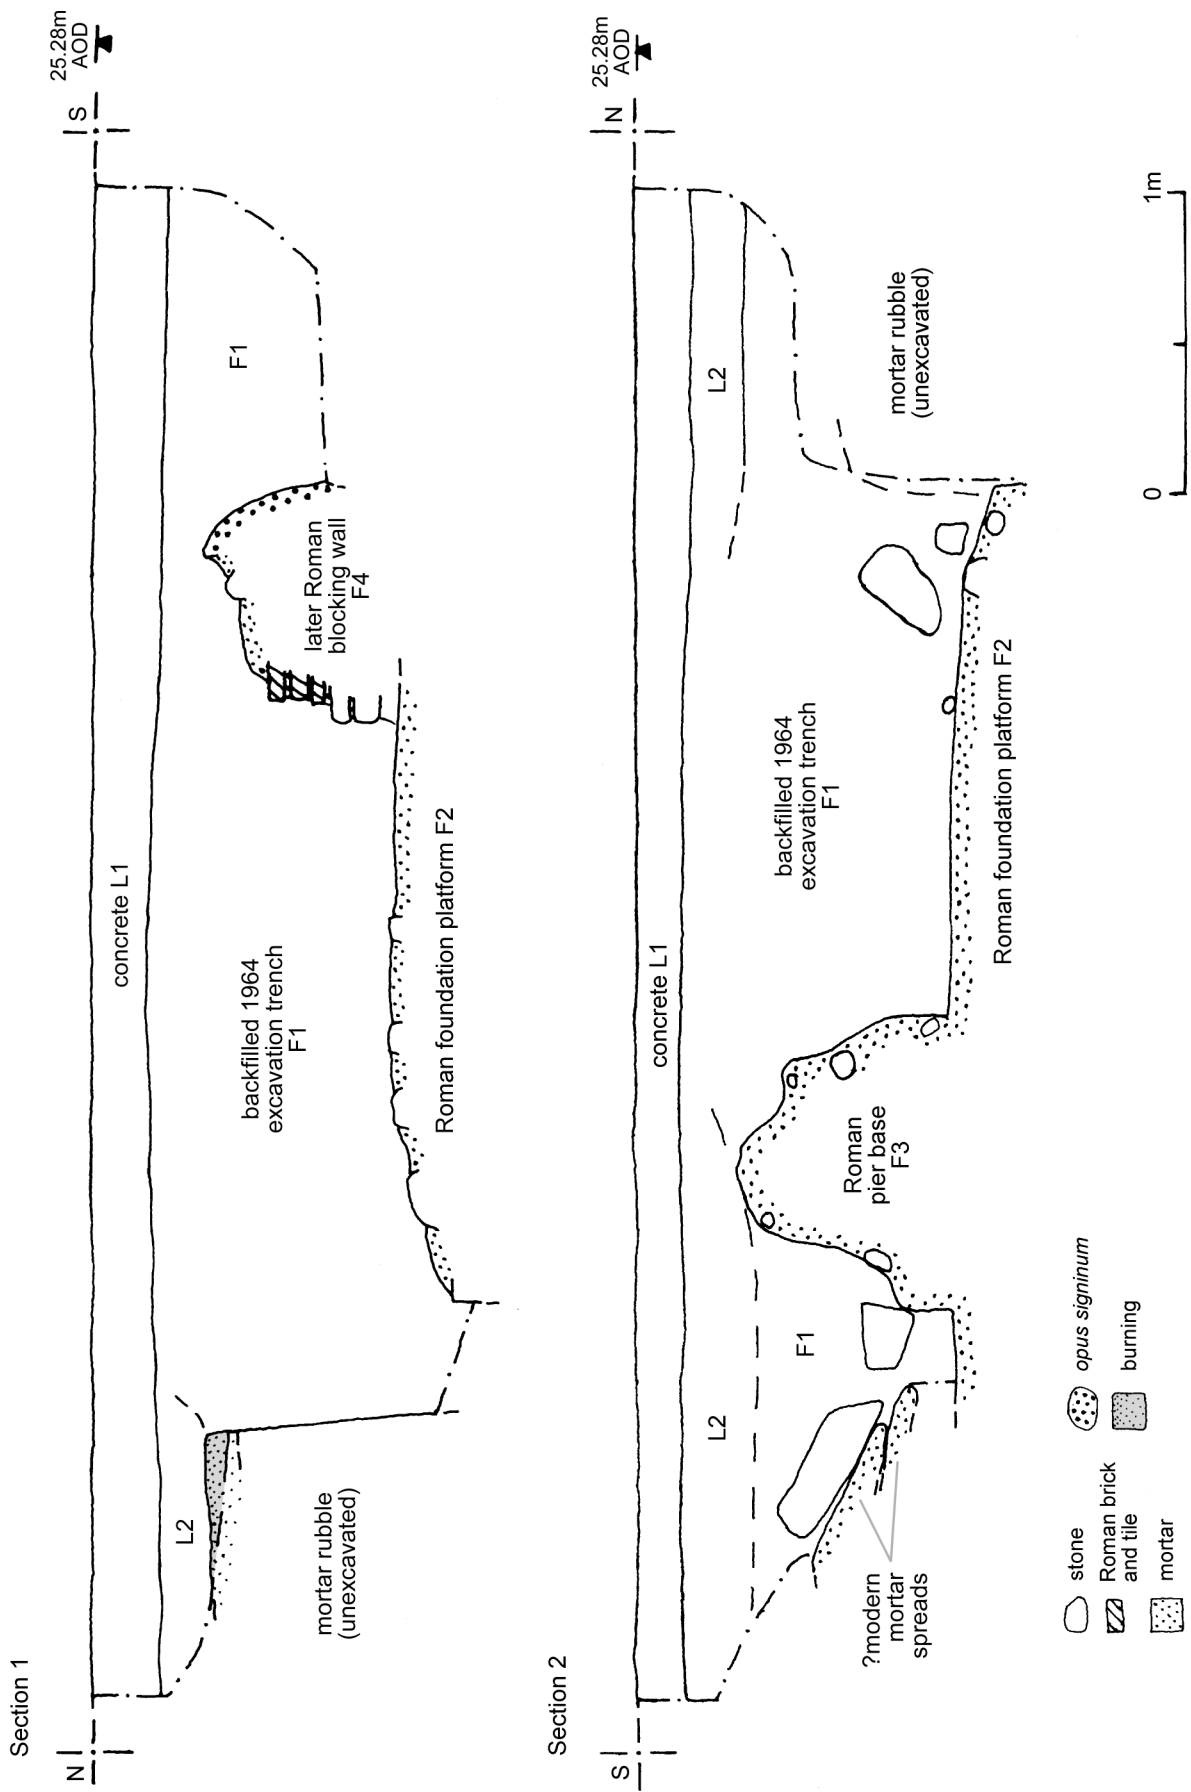 Section 1
N
S
25.28m
AOD
concrete L1
L2
mortar rubble
(unexcavated)
backfilled 1964
excavation trench
F1
Roman foundation platform F2
later Roman
blocking wall
F4
F1
Section 2
S
N
25.28m
AOD
concrete L1
L2
F1
?modern
mortar
spreads
Roman
pier base
F3
backfilled 1964
excavation trench
F1
Roman foundation platform F2
L2
mortar rubble
(unexcavated)
stone
Roman brick
and tile
mortar
opus signinum
burning
0
1m